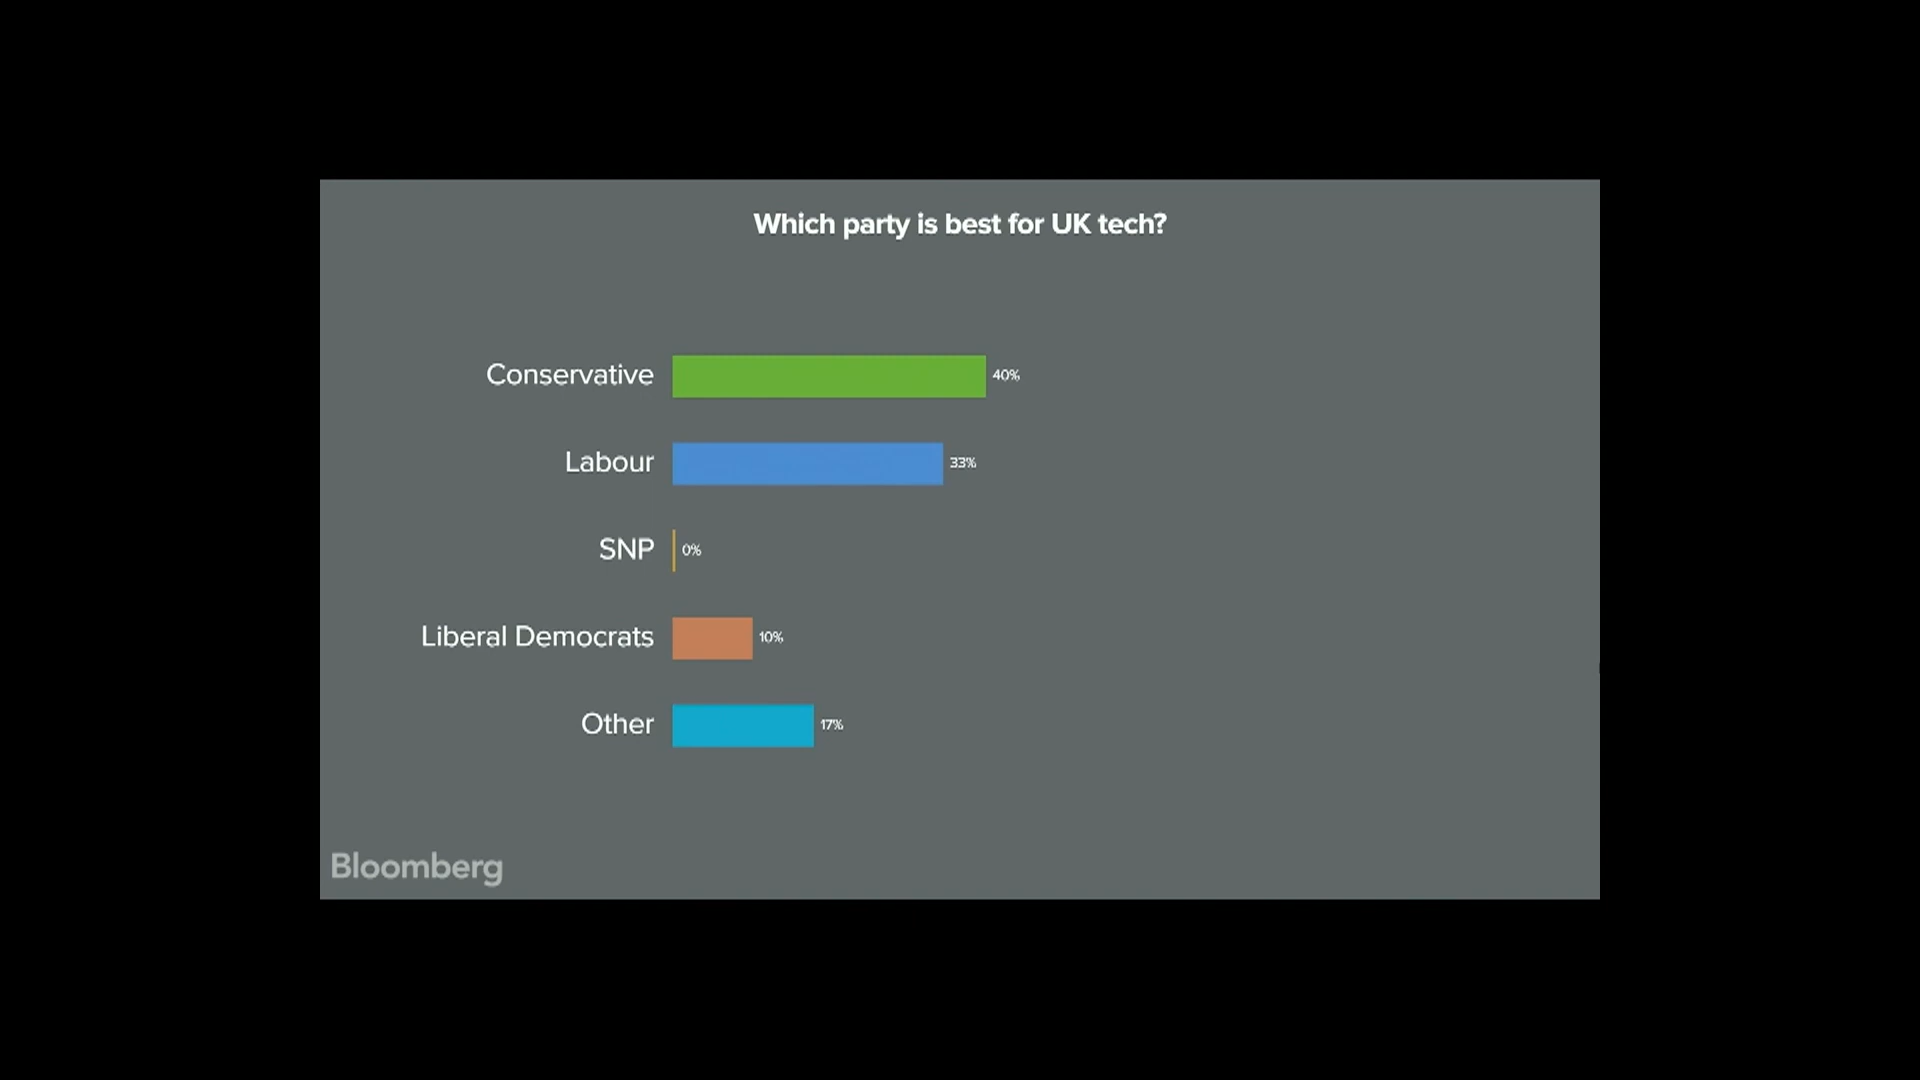 Which party is best for UK tech?
Conservative 40%
Labour 33%
SNP 0%
Liberal Democrats 10%
Other 17%
Bloomberg